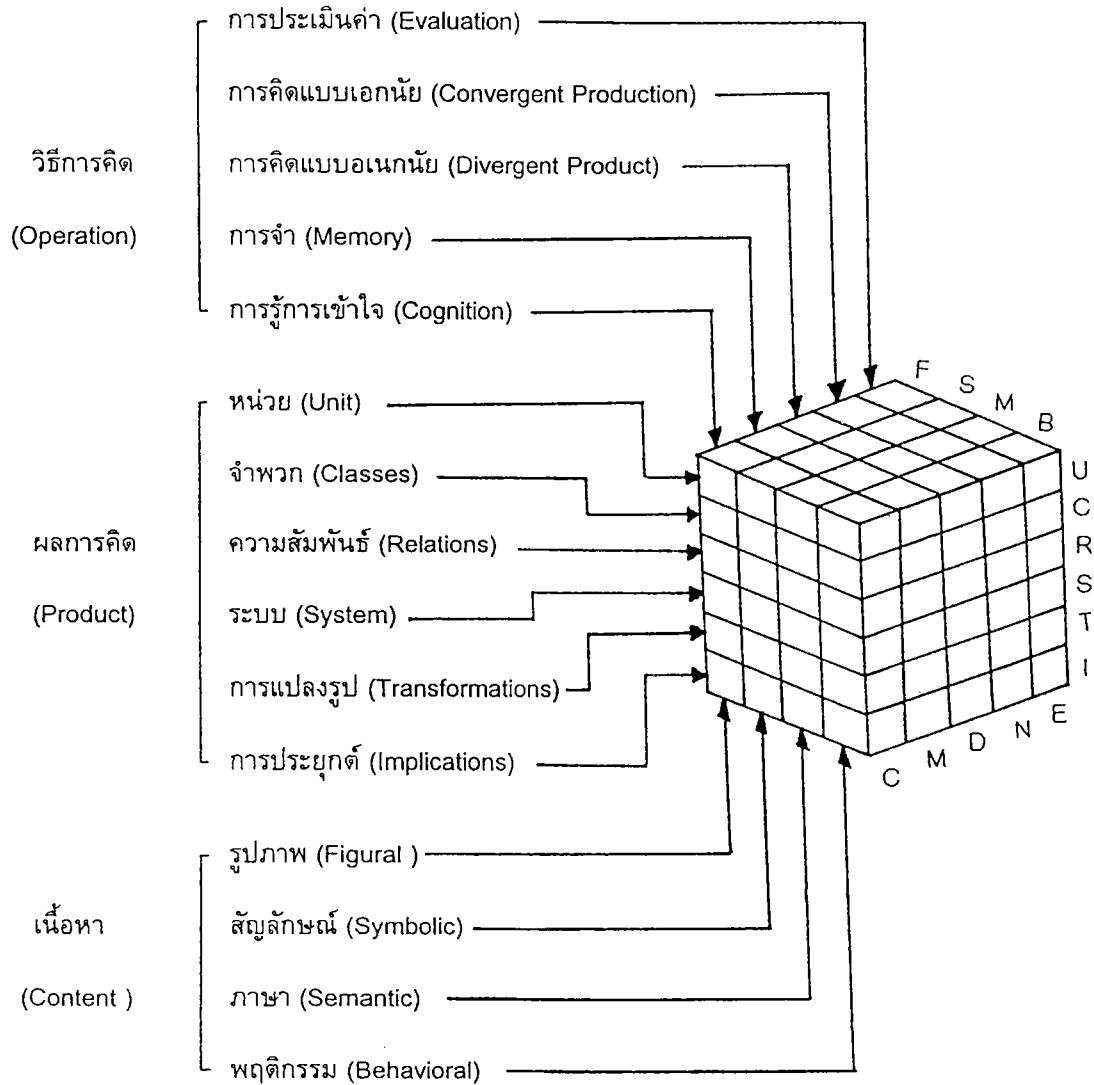 การประเมินค่า (Evaluation)
การคิดแบบเอกนัย (Convergent Production)
วิธีการคิด
การคิดแบบอเนกนัย (Divergent Product)
(Operation)
การจำ (Memory)
การรู้การเข้าใจ (Cognition)
F
S
M
B
หน่วย (Unit)
จำพวก (Classes)
ผลการคิด
ความสัมพันธ์ (Relations)
(Product)
ระบบ (System)
การแปลงรูป (Transformations)
การประยุกต์ (Implications)
U
C
R
S
T
I
C M D N E
รูปภาพ (Figural )
เนื้อหา
สัญลักษณ์ (Symbolic)
(Content )
ภาษา (Semantic)
พฤติกรรม (Behavioral)